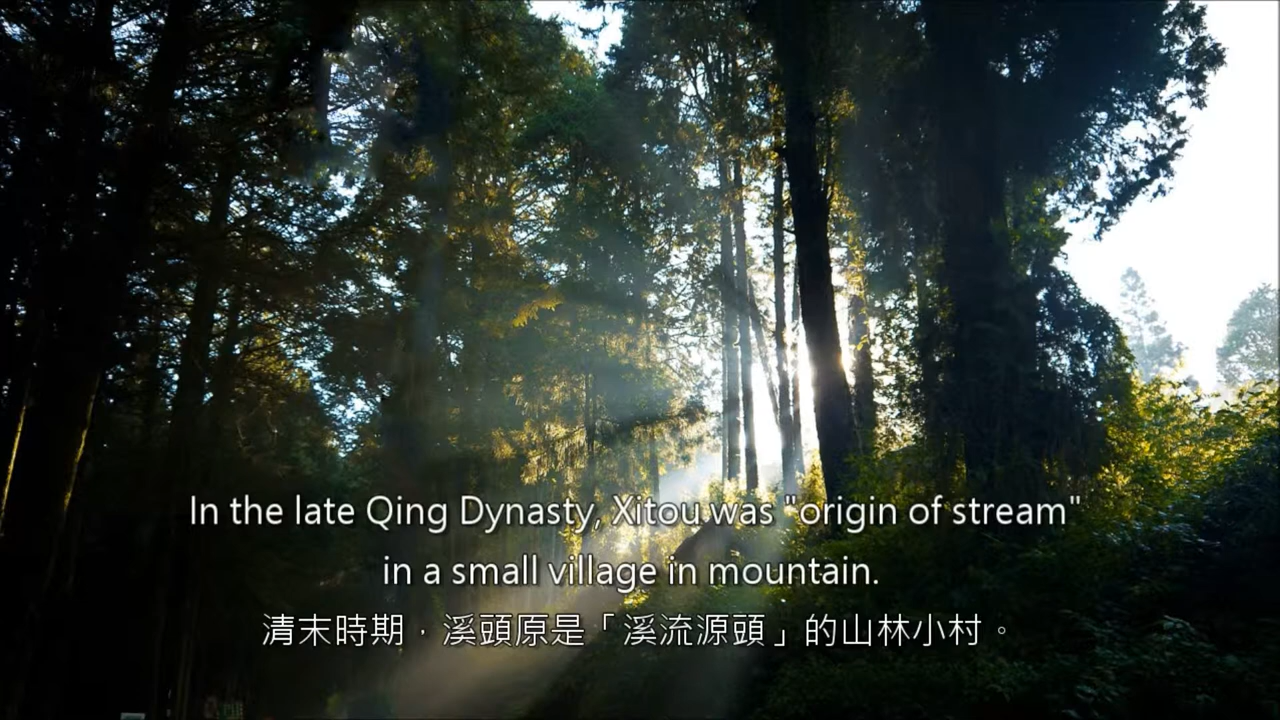 In the late Qing Dynasty, Xitou was "origin of stream"
in a small village in mountain.
清末時期，溪頭原是「溪流源頭」的山林小村。